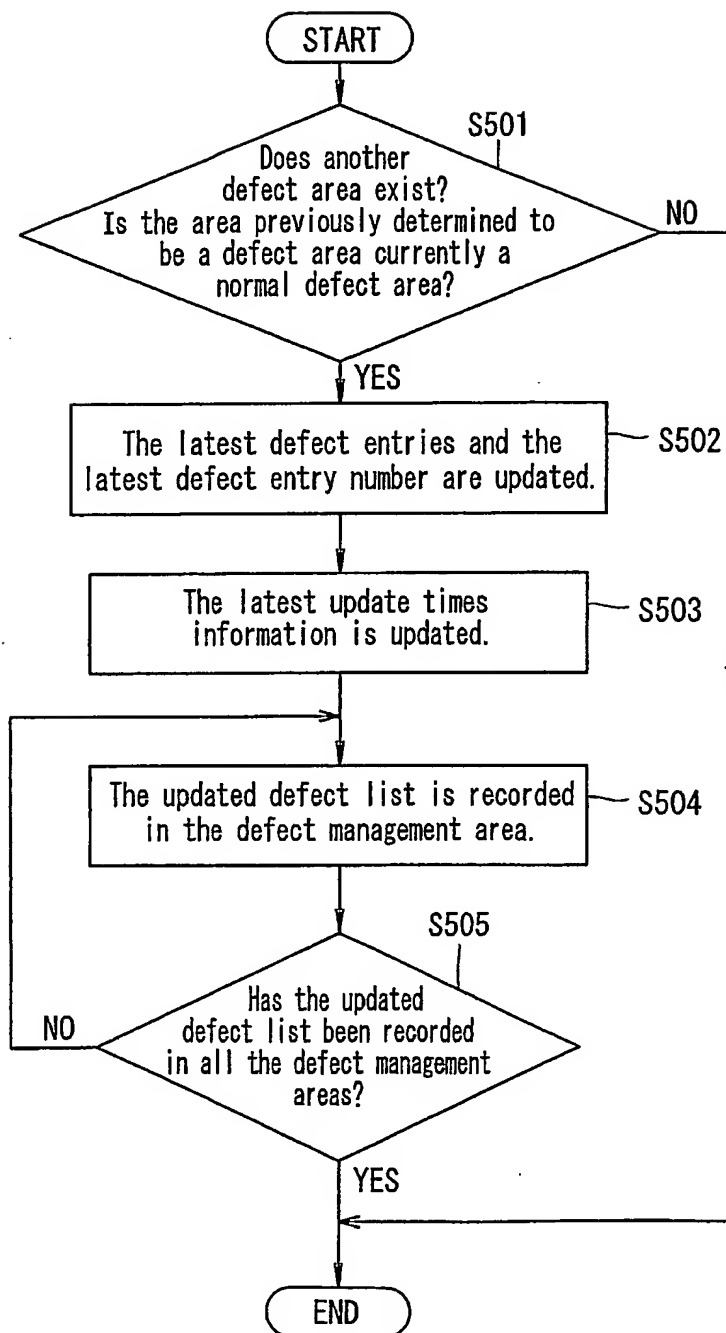 START
S501
Does another
defect area exist?
Is the area previously determined to
be a defect area currently a
normal defect area?
NO
YES
The latest defect entries and the
latest defect entry number are updated.
S502
The latest update times
information is updated.
S503
The updated defect list is recorded
in the defect management area.
S504
S505
Has the updated
defect list been recorded
in all the defect management
areas?
NO
YES
END